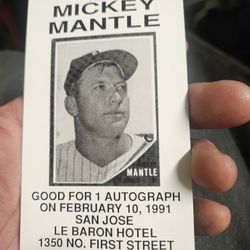 MICKEY
MANTLE
MANTLE
GOOD FOR 1 AUTOGRAPH
ON FEBRUARY 10, 1991
SAN JOSE
LE BARON HOTEL
1350 NO. FIRST STREET